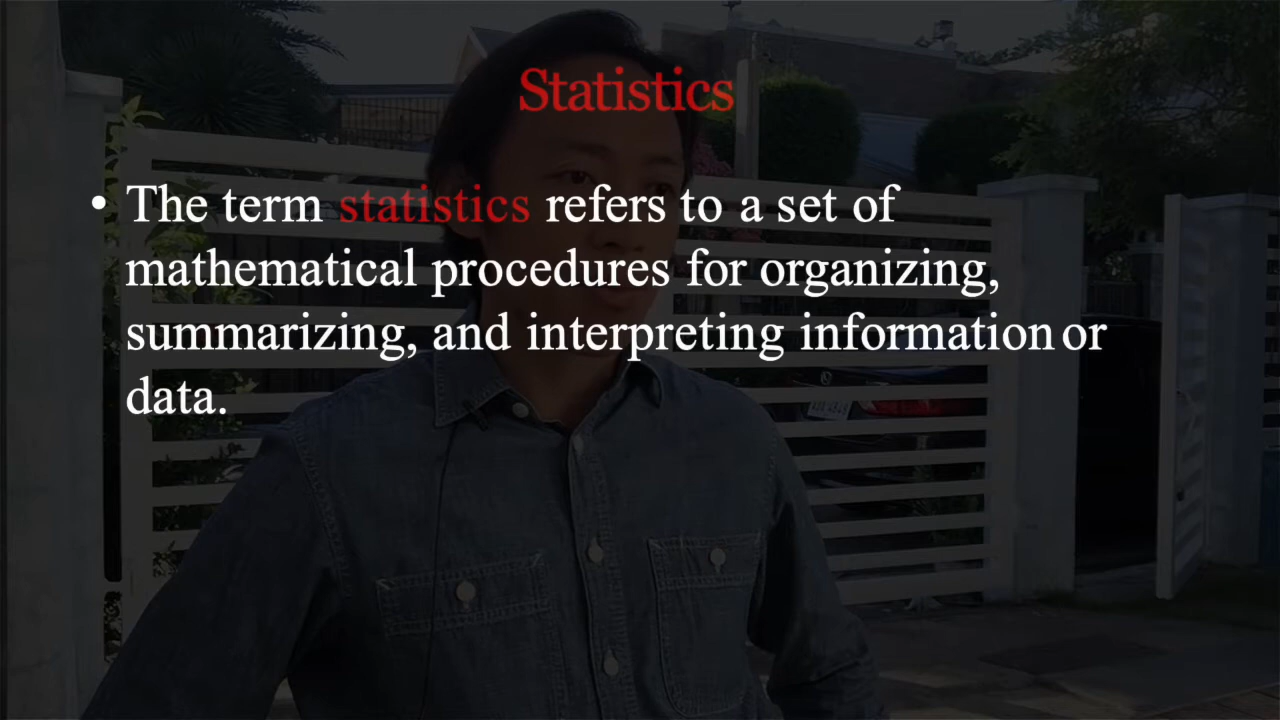 Statistics
• The term statistics refers to a set of
mathematical procedures for organizing,
summarizing, and interpreting information or
data.